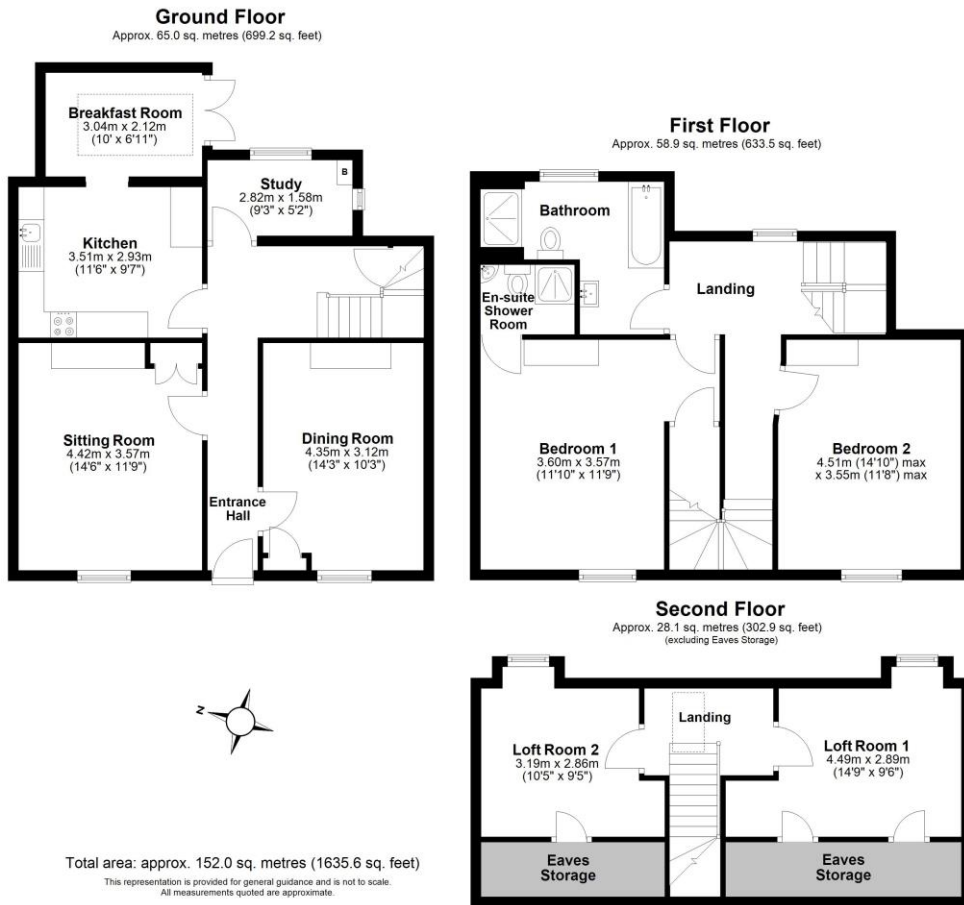 Ground Floor
Approx. 65.0 sq. metres (699.2 sq. feet)
Breakfast Room
3.04m x 2.12m
(10' x 6'11")
Study
2.82m x 1.58m
(9'3" x 5'2")
B
Kitchen
3.51m x 2.93m
(11'6" x 9'7")
Sitting Room
4.42m x 3.57m
(14'6" x 11'9")
Dining Room
4.35m x 3.12m
(14'3" x 10'3")
Entrance
Hall
First Floor
Approx. 58.9 sq. metres (633.5 sq. feet)
Bathroom
En-suite
Shower
Room
Landing
Bedroom 1
3.60m x 3.57m
(11'10" x 11'9")
Bedroom 2
4.51m (14'10") max
x 3.55m (11'8") max
Second Floor
Approx. 28.1 sq. metres (302.9 sq. feet)
(excluding Eaves Storage)
Landing
Loft Room 2
3.19m x 2.86m
(10'5" x 9'5")
Loft Room 1
4.49m x 2.89m
(14'9" x 9'6")
Eaves
Storage
Eaves
Storage
N
Total area: approx. 152.0 sq. metres (1635.6 sq. feet)
This representation is provided for general guidance and is not to scale.
All measurements quoted are approximate.